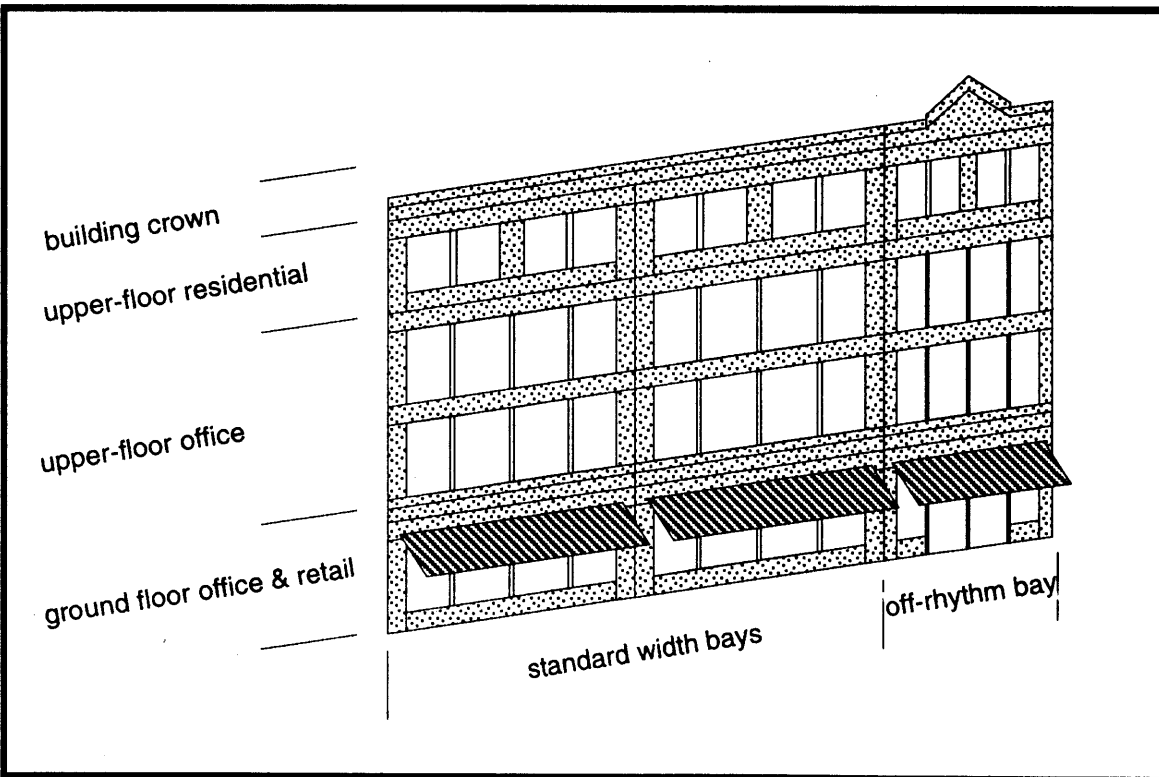 building crown
upper-floor residential
upper-floor office
ground floor office & retail
standard width bays
off-rhythm bay